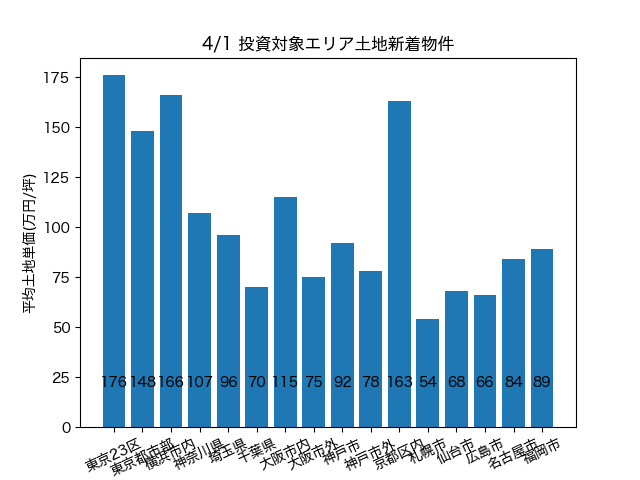 4/1 投資対象エリア土地新着物件
平均土地単価(万円/坪)
175
150
125
100
75
50
25
0
176 148 166 107 96 70 115 75 92 78 163 54 68 66 84 89
東京23区 東京都市部 横浜市内 神奈川県 埼玉県 千葉県 大阪市内 大阪市外 神戸市 神戸市外 京都区内 札幌市 仙台市 広島市 名古屋市 福岡市